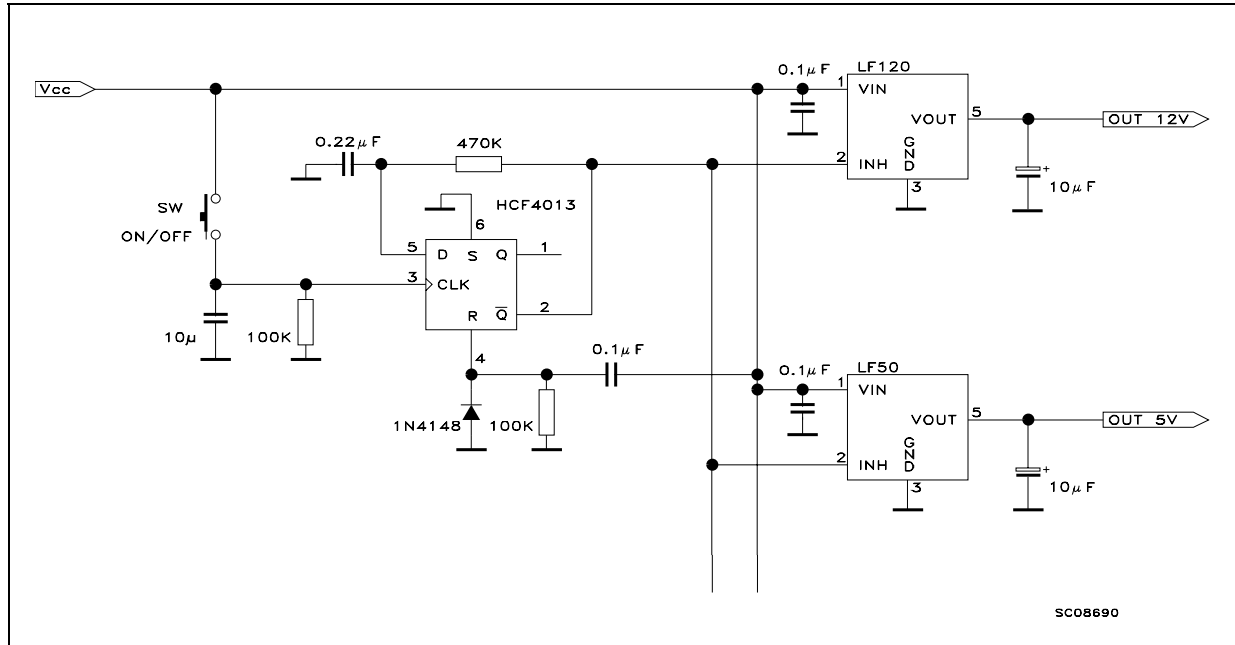 0.1μF
LF120
Vcc
1
VIN
VOUT
5
OUT 12V
0.22μF
470K
2
INH
GND
3
+
10μF
SW
ON/OFF
HCF4013
6
5
D
S
Q
1
3
CLK
R
Q̅
2
10μ
100K
4
0.1μF
1N4148
100K
0.1μF
LF50
1
VIN
VOUT
5
OUT 5V
2
INH
GND
3
+
10μF
SC08690